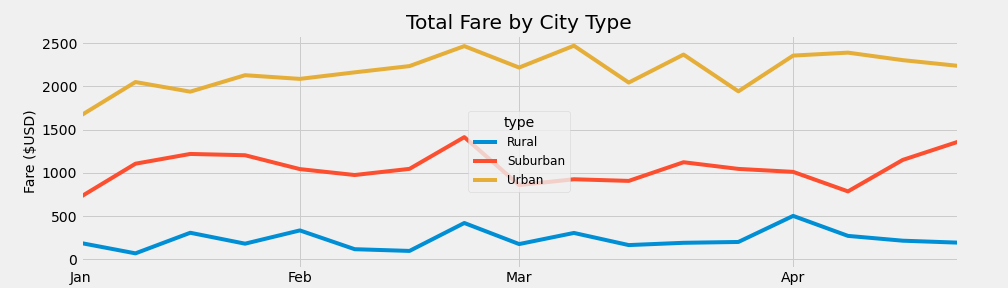 Total Fare by City Type
Fare ($USD)
2500
2000
1500
1000
500
0
type
Rural
Suburban
Urban
Jan Feb Mar Apr